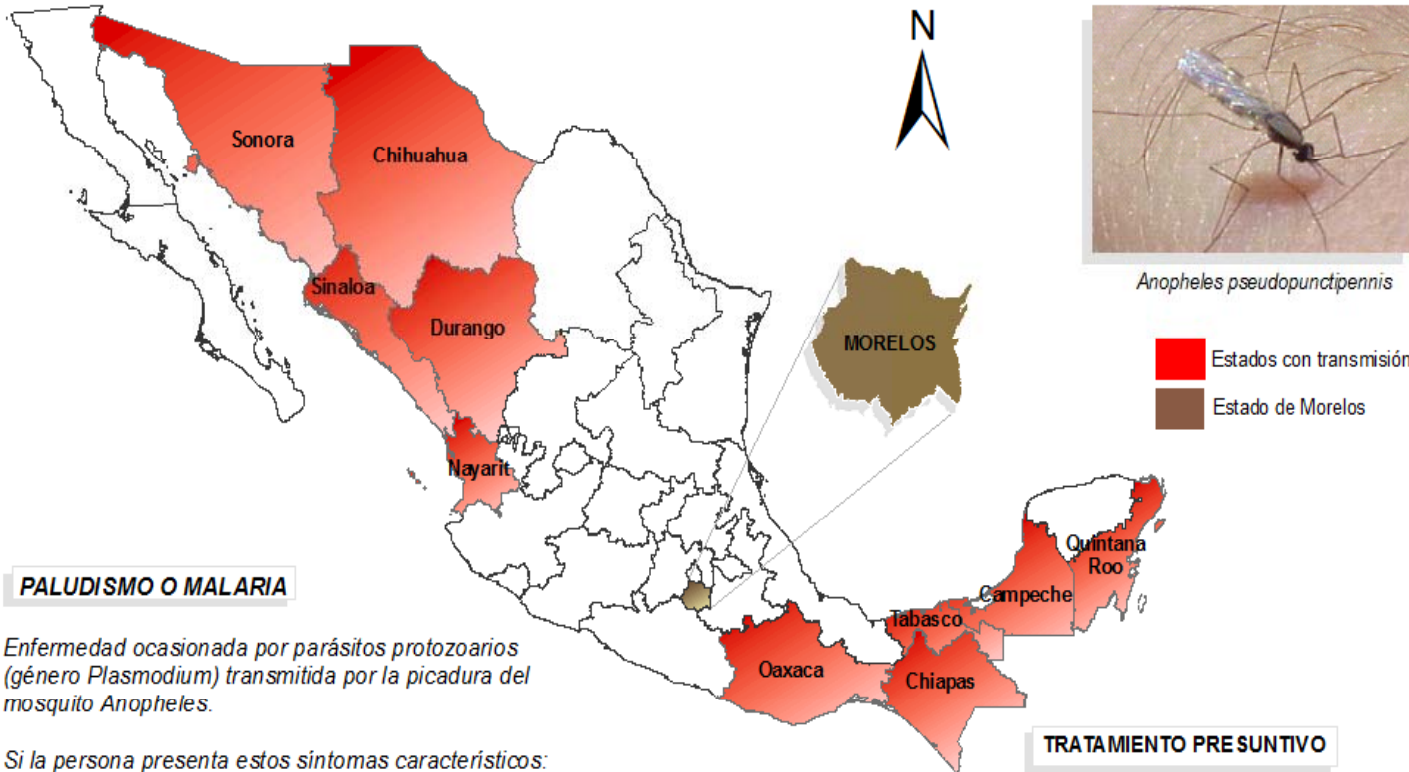 N
Sonora
Chihuahua
Anopheles pseudopunctipennis
Sinaloa
Durango
MORELOS
Estados con transmisión
Estado de Morelos
Nayarit
Quintana
Roo
Campeche
Tabasco
Oaxaca
Chiapas
PALUDISMO O MALARIA
Enfermedad ocasionada por parásitos protozoarios
(género Plasmodium) transmitida por la picadura del
mosquito Anopheles.
Si la persona presenta estos síntomas característicos:
TRATAMIENTO PRESUNTIVO